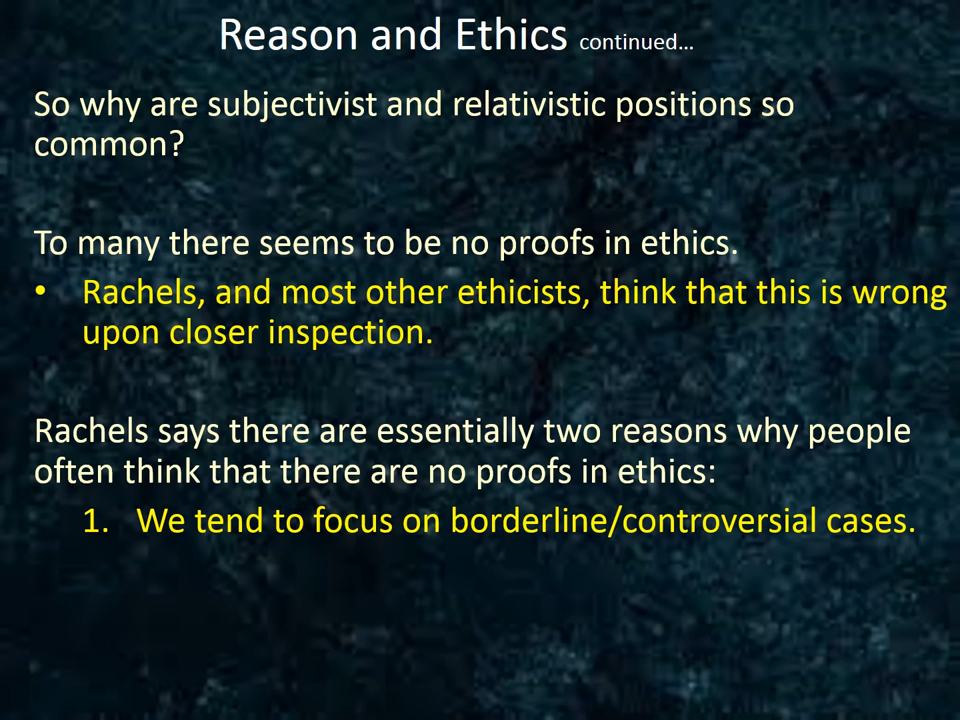 Reason and Ethics continued...
So why are subjectivist and relativistic positions so
common?
To many there seems to be no proofs in ethics.
• Rachels, and most other ethicists, think that this is wrong
upon closer inspection.
Rachels says there are essentially two reasons why people
often think that there are no proofs in ethics:
1. We tend to focus on borderline/controversial cases.